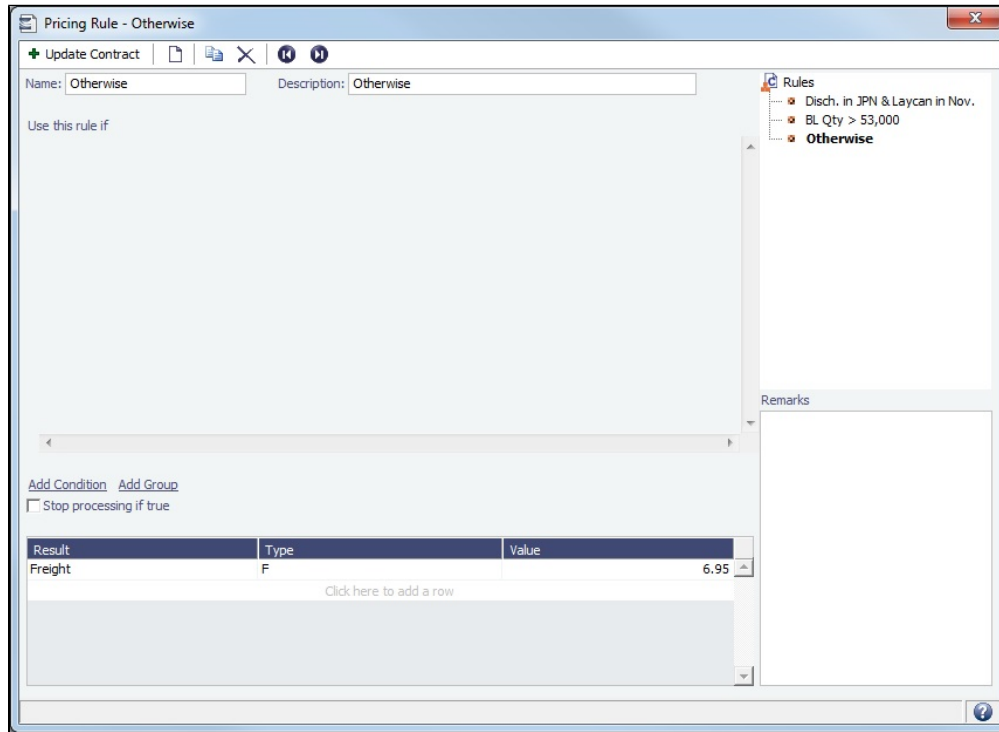 Pricing Rule - Otherwise
Update Contract
Name: Otherwise Description: Otherwise
Use this rule if
Rules
Disch. in JPN & Laycan in Nov.
BL Qty > 53,000
Otherwise
Remarks
Add Condition Add Group
Stop processing if true
Result Type Value
Freight F 6.95
Click here to add a row